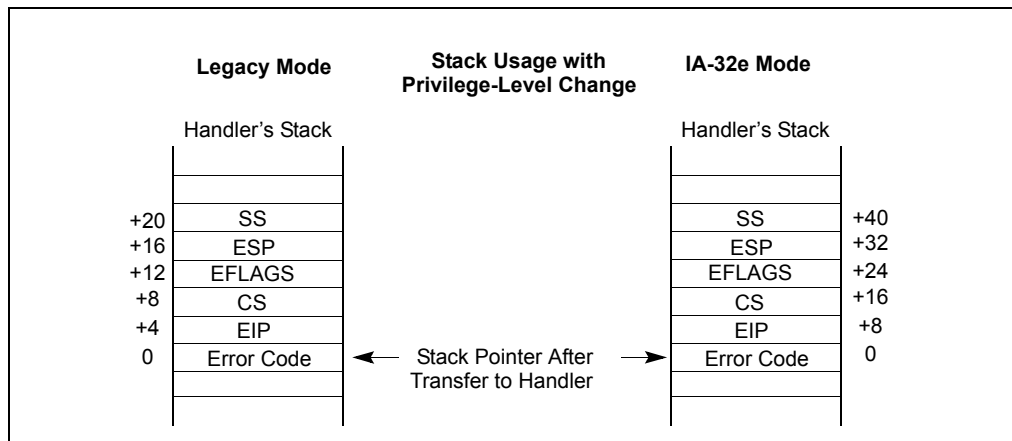 Legacy Mode
Stack Usage with
Privilege-Level Change
IA-32e Mode
Handler's Stack
Handler's Stack
+20 SS
+16 ESP
+12 EFLAGS
+8 CS
+4 EIP
0 Error Code
SS +40
ESP +32
EFLAGS +24
CS +16
EIP +8
Error Code 0
Stack Pointer After
Transfer to Handler